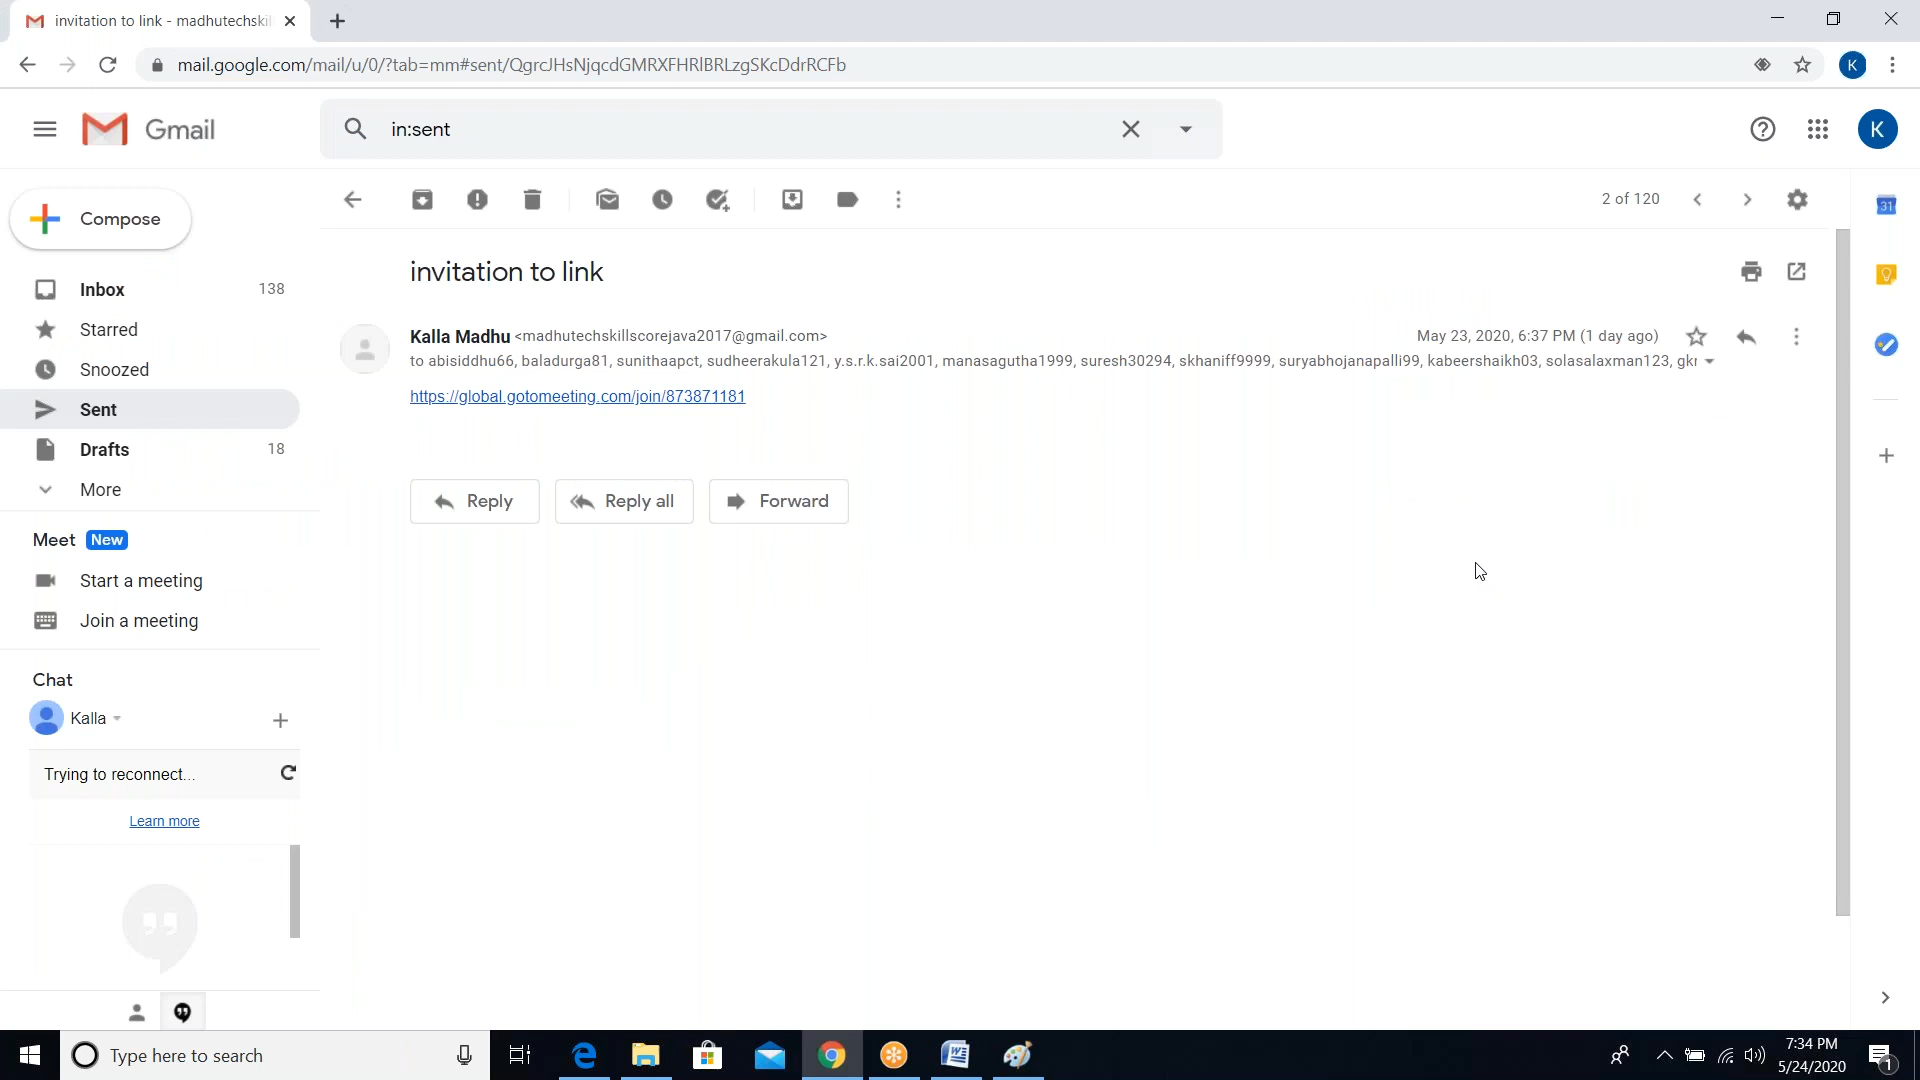 invitation to link - madhutechskil
mail.google.com/mail/u/0/?tab=mm#sent/QgrcJHsNjqcdGMRXFHRlBRLzgSKcDdrRCFb
K
Gmail
in:sent
K
Compose
2 of 120
31
Inbox 138
Starred
Snoozed
Sent
Drafts 18
More
invitation to link
Kalla Madhu <madhutechskillscorejava2017@gmail.com>
May 23, 2020, 6:37 PM (1 day ago)
to abisiddhu66, baladurga81, sunithaapct, sudheerakula121, y.s.r.k.sai2001, manasagutha1999, suresh30294, skhaniff9999, suryabhojanapalli99, kabeershaikh03, solasalaxman123, gkr
https://global.gotomeeting.com/join/873871181
Reply
Reply all
Forward
Meet New
Start a meeting
Join a meeting
Chat
Kalla
Trying to reconnect...
Learn more
Type here to search
7:34 PM
5/24/2020
1